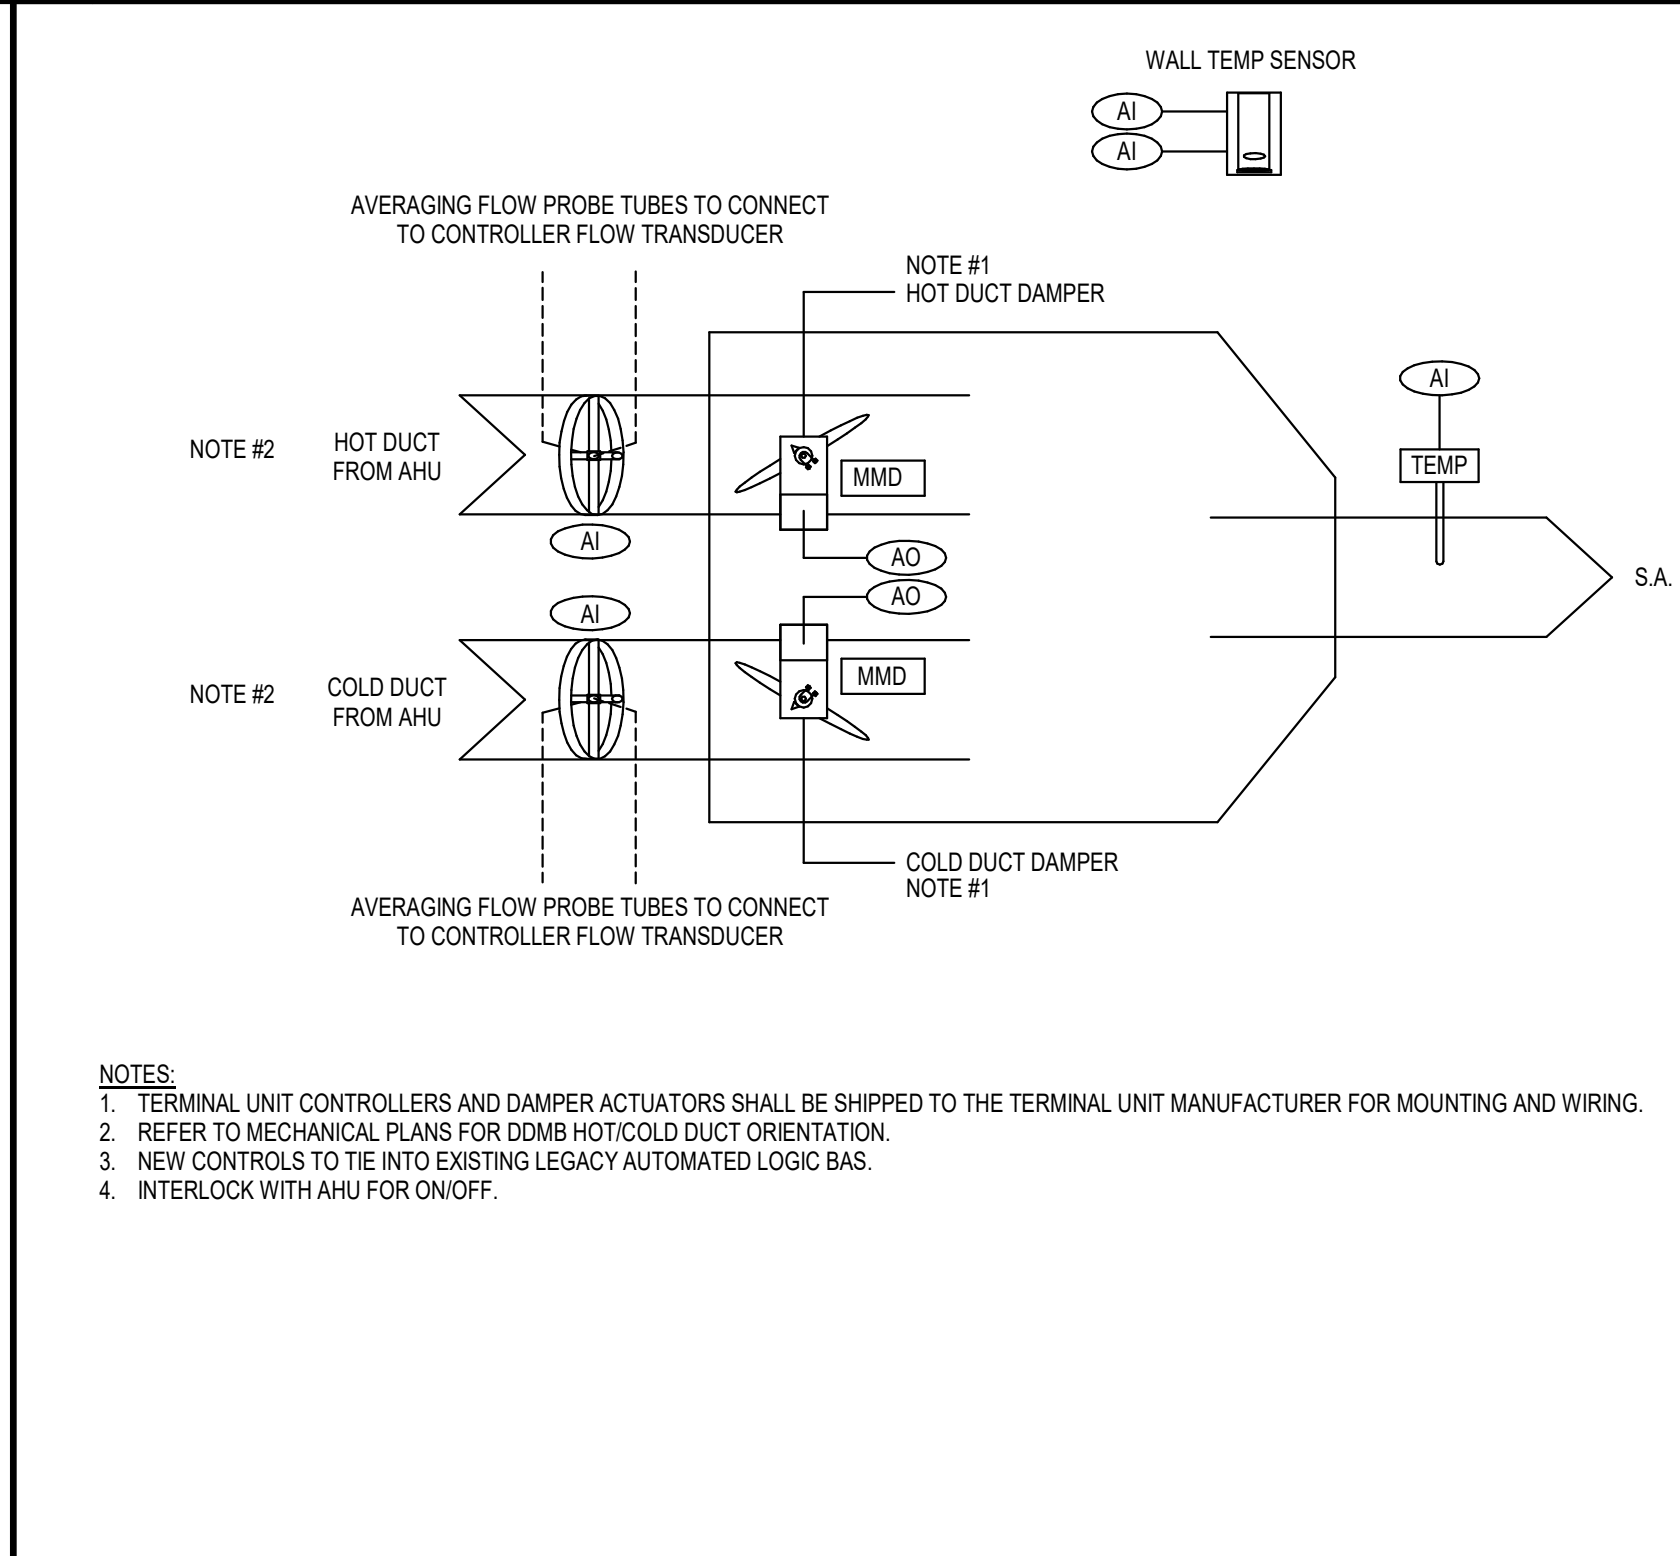 WALL TEMP SENSOR
AI
AI
AVERAGING FLOW PROBE TUBES TO CONNECT
TO CONTROLLER FLOW TRANSDUCER
NOTE #1
HOT DUCT DAMPER
AI
TEMP
NOTE #2
HOT DUCT
FROM AHU
MMD
AI
AO
S.A.
AO
AI
MMD
NOTE #2
COLD DUCT
FROM AHU
COLD DUCT DAMPER
NOTE #1
AVERAGING FLOW PROBE TUBES TO CONNECT
TO CONTROLLER FLOW TRANSDUCER
NOTES:
1. TERMINAL UNIT CONTROLLERS AND DAMPER ACTUATORS SHALL BE SHIPPED TO THE TERMINAL UNIT MANUFACTURER FOR MOUNTING AND WIRING.
2. REFER TO MECHANICAL PLANS FOR DDMB HOT/COLD DUCT ORIENTATION.
3. NEW CONTROLS TO TIE INTO EXISTING LEGACY AUTOMATED LOGIC BAS.
4. INTERLOCK WITH AHU FOR ON/OFF.